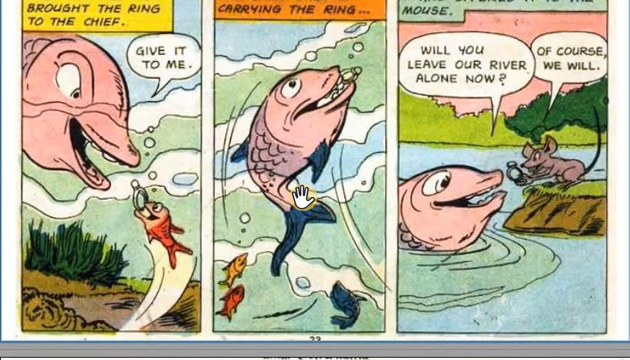 BROUGHT THE RING
TO THE CHIEF.
GIVE IT
TO ME.
CARRYING THE RING...
MOUSE.
WILL YOU
LEAVE OUR RIVER
ALONE NOW?
OF COURSE,
WE WILL.